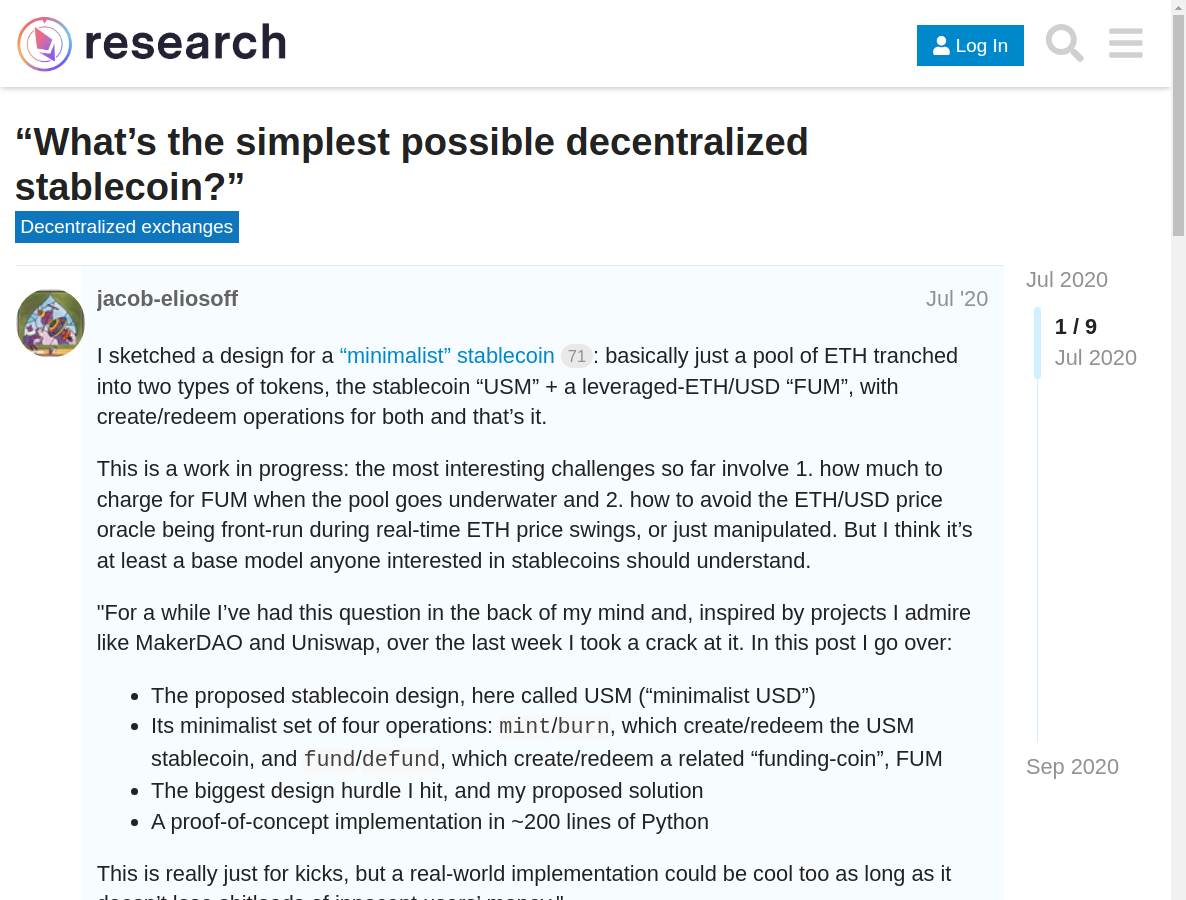 research
Log In
“What’s the simplest possible decentralized
stablecoin?”
Decentralized exchanges
jacob-eliosoff
Jul '20
Jul 2020
1 / 9
Jul 2020
Sep 2020
I sketched a design for a “minimalist” stablecoin 71: basically just a pool of ETH tranched
into two types of tokens, the stablecoin “USM” + a leveraged-ETH/USD “FUM”, with
create/redeem operations for both and that’s it.
This is a work in progress: the most interesting challenges so far involve 1. how much to
charge for FUM when the pool goes underwater and 2. how to avoid the ETH/USD price
oracle being front-run during real-time ETH price swings, or just manipulated. But I think it’s
at least a base model anyone interested in stablecoins should understand.
"For a while I’ve had this question in the back of my mind and, inspired by projects I admire
like MakerDAO and Uniswap, over the last week I took a crack at it. In this post I go over:
• The proposed stablecoin design, here called USM (“minimalist USD”)
• Its minimalist set of four operations: mint/burn, which create/redeem the USM
stablecoin, and fund/defund, which create/redeem a related “funding-coin”, FUM
• The biggest design hurdle I hit, and my proposed solution
• A proof-of-concept implementation in ~200 lines of Python
This is really just for kicks, but a real-world implementation could be cool too as long as it
doesn’t lose shitloads of innocent users’ money."